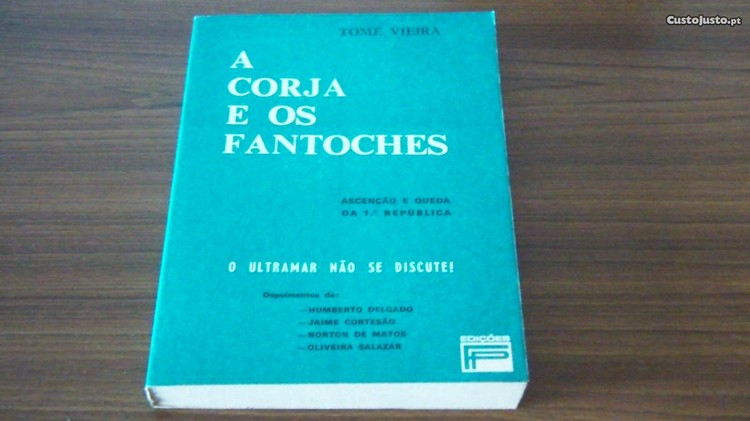 CustoJusto.pt
TOMÉ VIEIRA
A
CORJA
E OS
FANTOCHES
ASCENÇÃO E QUEDA
DA 1.ª REPÚBLICA
O ULTRAMAR NÃO SE DISCUTE!
Depoimentos de:
—HUMBERTO DELGADO
—JAIME CORTESÃO
—NORTON DE MATOS
—OLIVEIRA SALAZAR
EDIÇÕES
FP